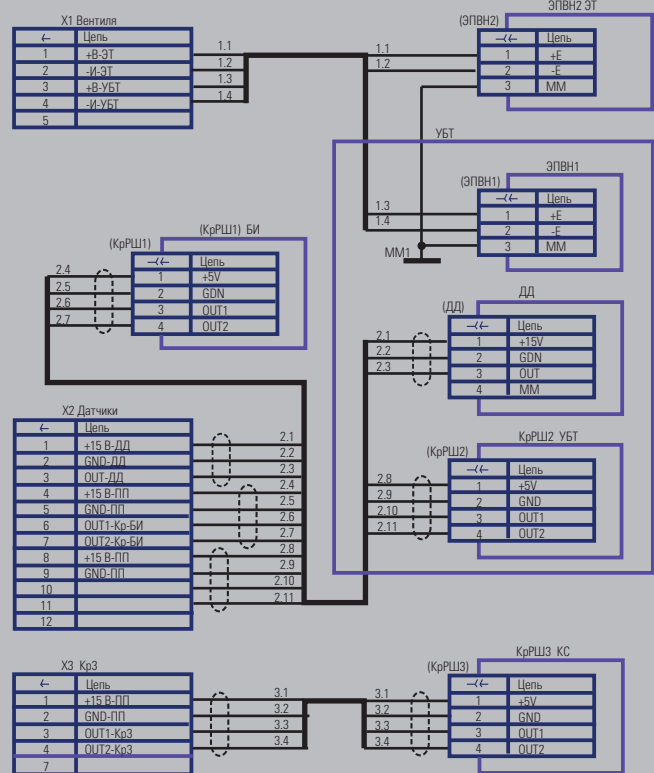 X1 Вентиля
Цепь
1 +В-ЭТ 1.1
2 -И-ЭТ 1.2
3 +В-УБТ 1.3
4 -И-УБТ 1.4
5
ЭПВН2 ЭТ
(ЭПВН2)
Цепь
1.1 1 +E
1.2 2 -E
3 ММ
УБТ
ЭПВН1
(ЭПВН1)
Цепь
1.3 1 +E
1.4 2 -E
3 ММ
ММ1
(КрРШ1) БИ
(КрРШ1)
Цепь
2.4 1 +5V
2.5 2 GDN
2.6 3 OUT1
2.7 4 OUT2
ДД
(ДД)
Цепь
2.1 1 +15V
2.2 2 GDN
2.3 3 OUT
4 ММ
X2 Датчики
Цепь
1 +15 В-ДД 2.1
2 GND-ДД 2.2
3 OUT-ДД 2.3
4 +15 В-ПП 2.4
5 GND-ПП 2.5
6 OUT1-Кр-БИ 2.6
7 OUT2-Кр-БИ 2.7
8 +15 В-ПП 2.8
9 GND-ПП 2.9
10 2.10
11 2.11
12
КрРШ2 УБТ
(КрРШ2)
Цепь
2.8 1 +5V
2.9 2 GND
2.10 3 OUT1
2.11 4 OUT2
X3 Кр3
Цепь
1 +15 В-ПП 3.1
2 GND-ПП 3.2
3 OUT1-Кр3 3.3
4 OUT2-Кр3 3.4
7
КрРШ3 КС
(КрРШ3)
Цепь
3.1 1 +5V
3.2 2 GND
3.3 3 OUT1
3.4 4 OUT2